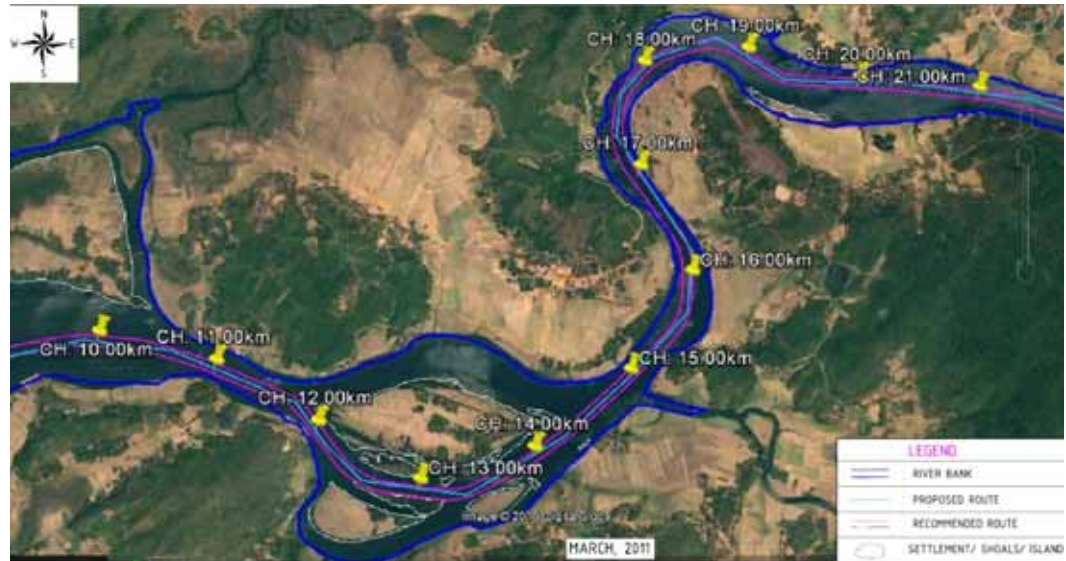 N
W E
S
CH: 18:00km
CH: 19:00km
CH: 20:00km
CH: 21:00km
CH: 17:00km
CH: 16:00km
CH: 10:00km
CH: 11:00km
CH: 15:00km
CH: 12:00km
CH: 14:00km
CH: 13:00km
MARCH, 2011
LEGEND
RIVER BANK
PROPOSED ROUTE
RECOMMENDED ROUTE
SETTLEMENT/ SHOALS/ ISLAND